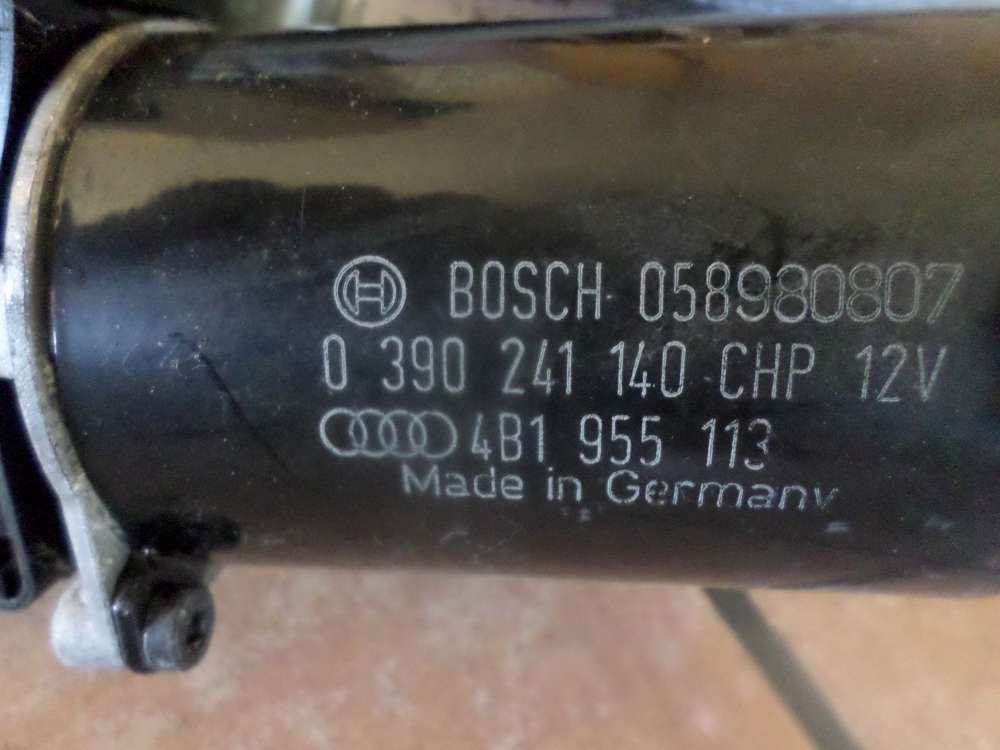 BOSCH 058980807
0 390 241 140 CHP 12V
4B1 955 113
Made in Germany